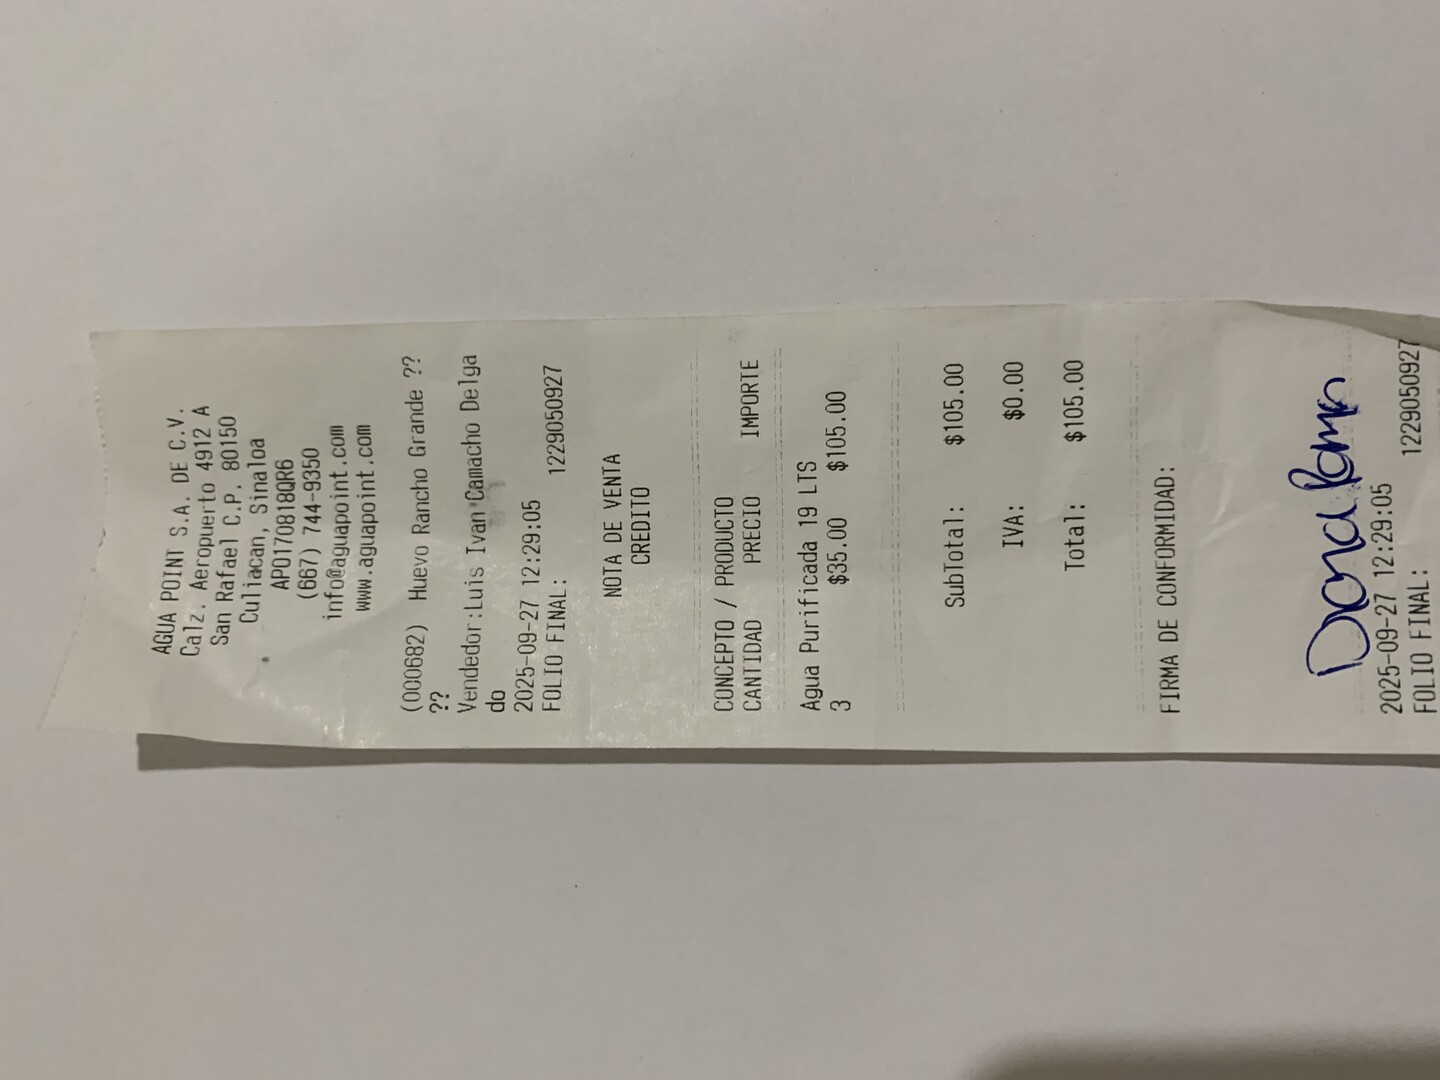 AGUA POINT S.A. DE C.V.
Calz. Aeropuerto 4912 A
San Rafael C.P. 80150
Culiacan, Sinaloa
APO170818QR6
(667) 744-9350
info@aguapoint.com
www.aguapoint.com
(000682) Huevo Rancho Grande ??
??
Vendedor:Luis Ivan Camacho Delga
do
2025-09-27 12:29:05
FOLIO FINAL: 1229050927
NOTA DE VENTA
CREDITO
CONCEPTO / PRODUCTO
CANTIDAD PRECIO IMPORTE
Agua Purificada 19 LTS
3 $35.00 $105.00
SubTotal: $105.00
IVA: $0.00
Total: $105.00
FIRMA DE CONFORMIDAD:
2025-09-27 12:29:05
FOLIO FINAL: 1229050927